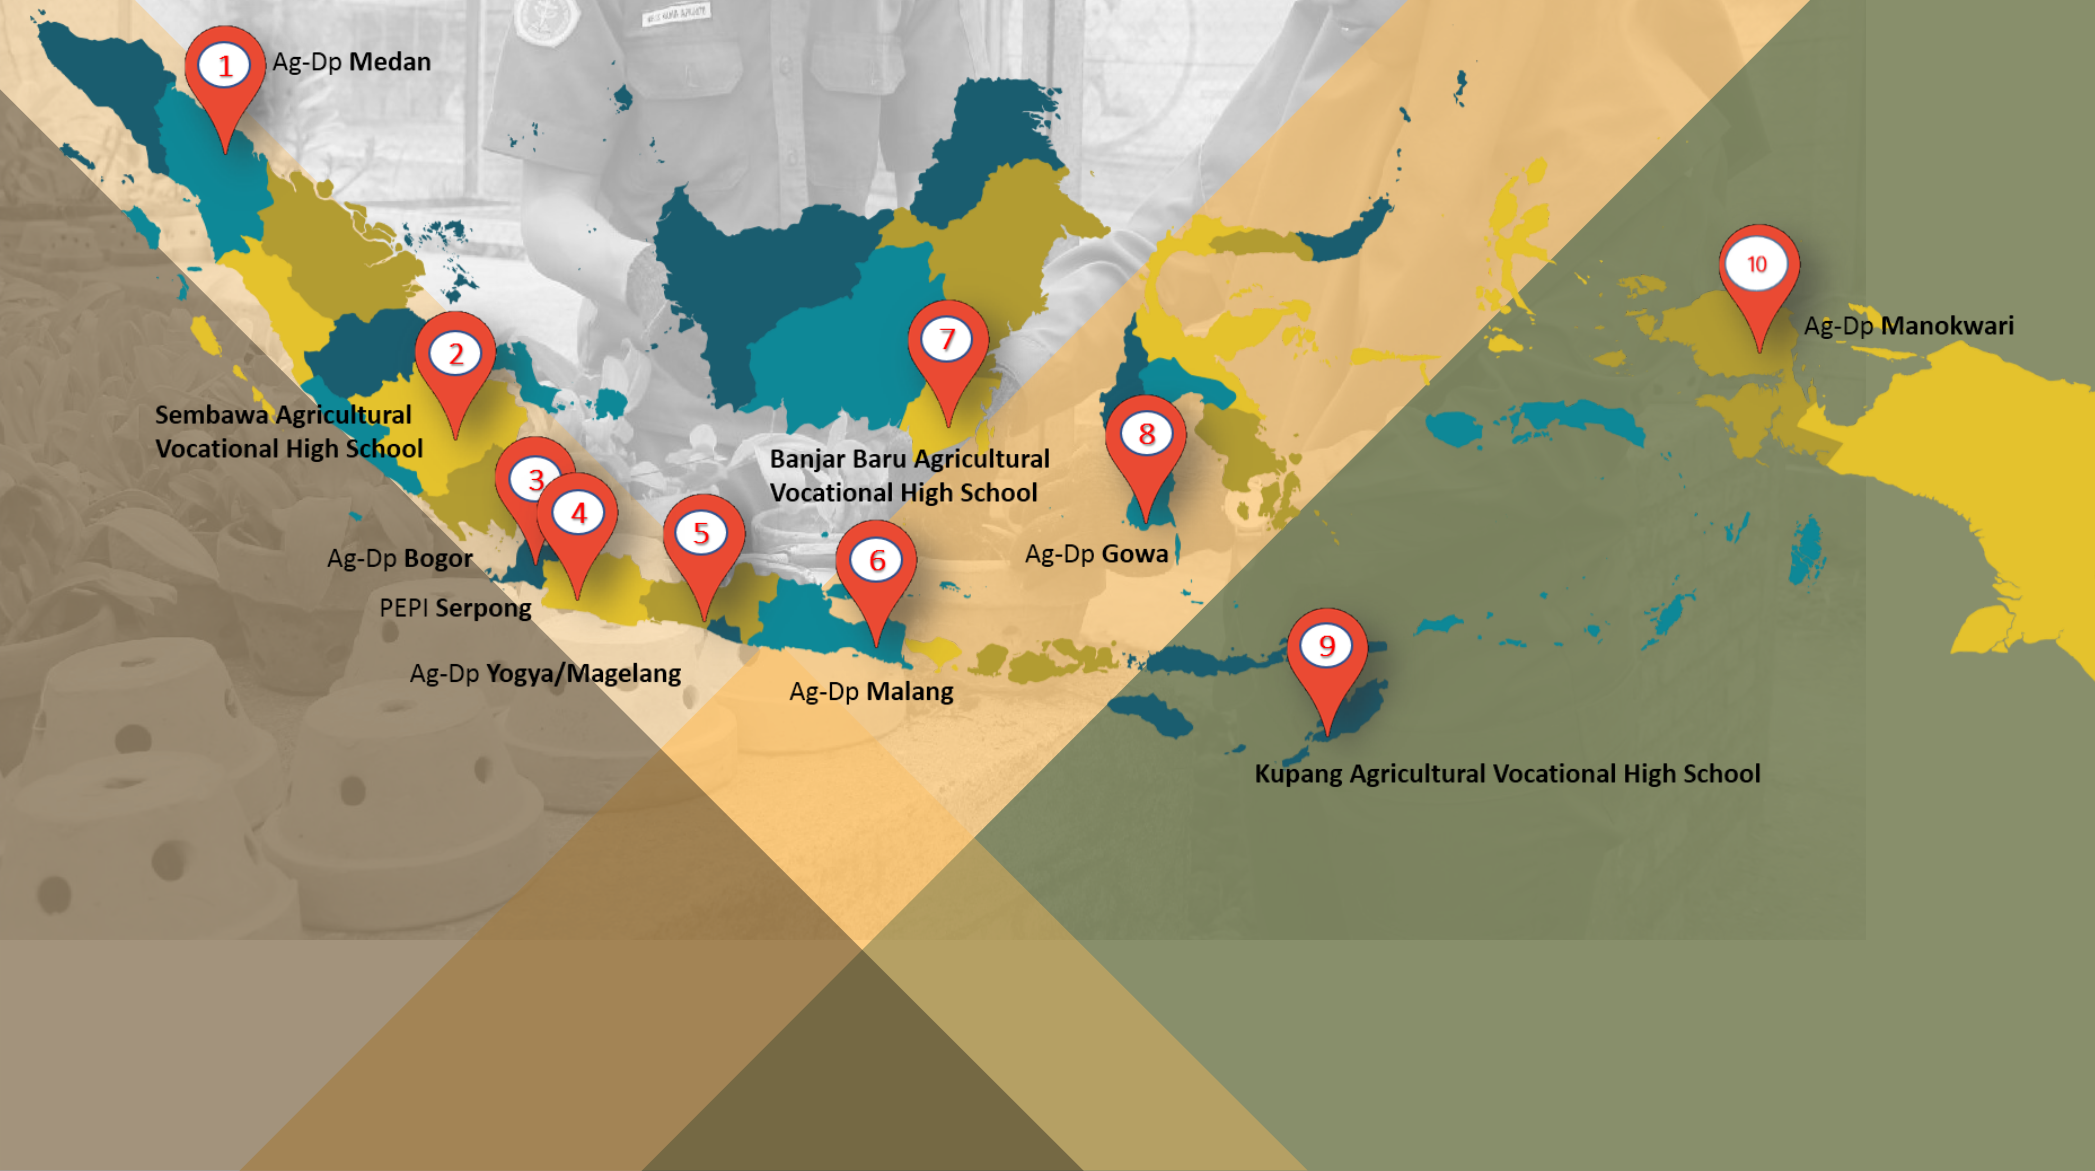 1
Ag-Dp Medan
2
Sembawa Agricultural
Vocational High School
3
Ag-Dp Bogor
4
PEPI Serpong
5
Ag-Dp Yogya/Magelang
6
Ag-Dp Malang
7
Banjar Baru Agricultural
Vocational High School
8
Ag-Dp Gowa
9
Kupang Agricultural Vocational High School
10
Ag-Dp Manokwari